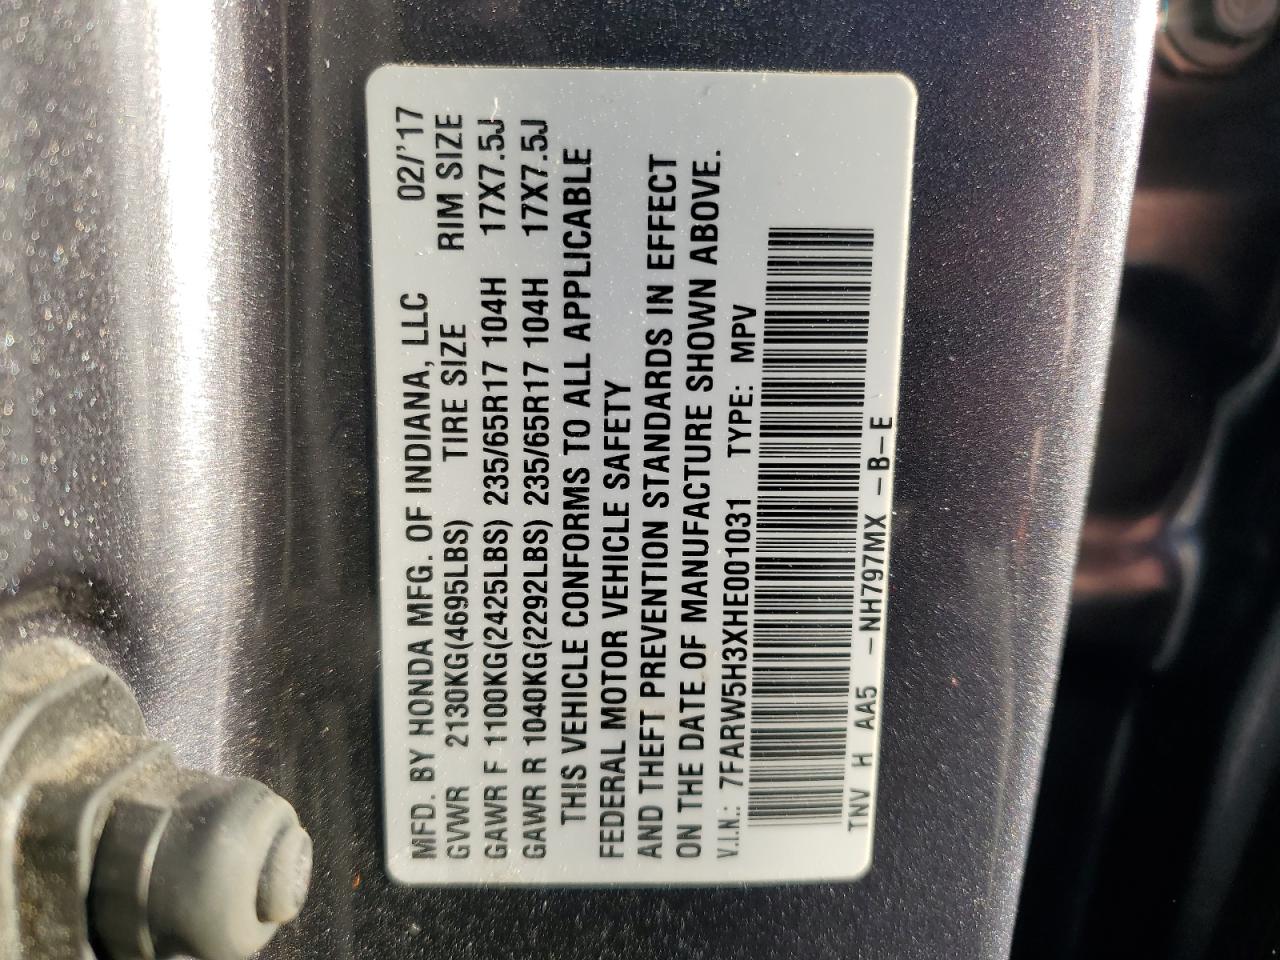 MFD. BY HONDA MFG. OF INDIANA, LLC 02/'17
GVWR 2130KG(4695LBS) TIRE SIZE RIM SIZE
GAWR F 1100KG(2425LBS) 235/65R17 104H 17X7.5J
GAWR R 1040KG(2292LBS) 235/65R17 104H 17X7.5J
THIS VEHICLE CONFORMS TO ALL APPLICABLE
FEDERAL MOTOR VEHICLE SAFETY
AND THEFT PREVENTION STANDARDS IN EFFECT
ON THE DATE OF MANUFACTURE SHOWN ABOVE.
V.I.N.: 7FARW5H3XHE001031 TYPE: MPV
TNV H AA5 -NH797MX -B-E